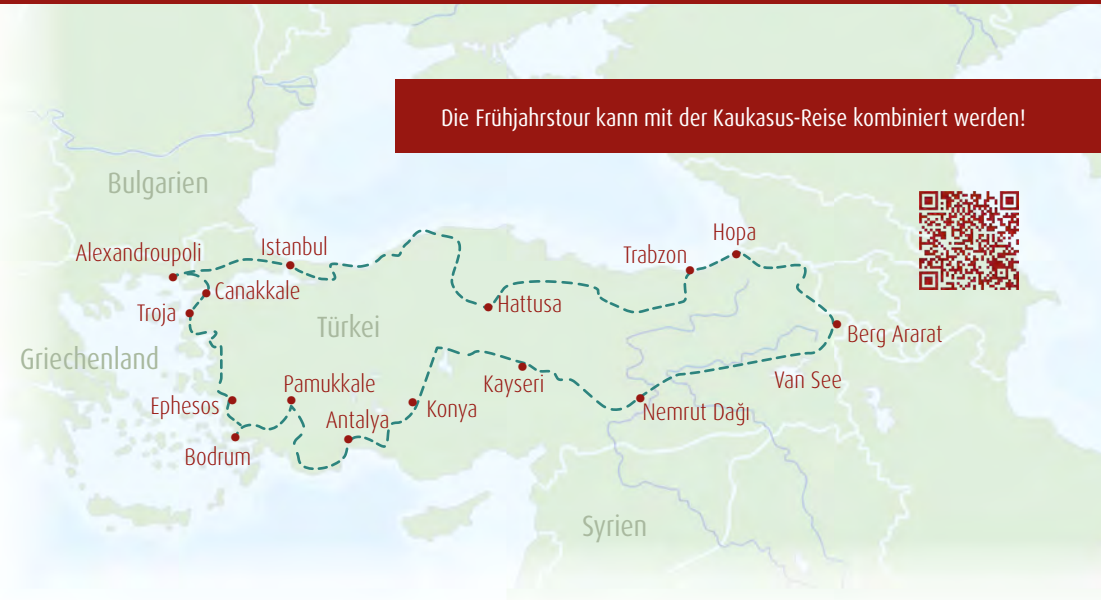 Die Frühjahrstour kann mit der Kaukasus-Reise kombiniert werden!
Bulgarien
Alexandroupoli
Istanbul
Trabzon
Hopa
Canakkale
Troja
Hattusa
Türkei
Berg Ararat
Griechenland
Van See
Pamukkale
Kayseri
Ephesos
Antalya
Konya
Nemrut Dağı
Bodrum
Syrien